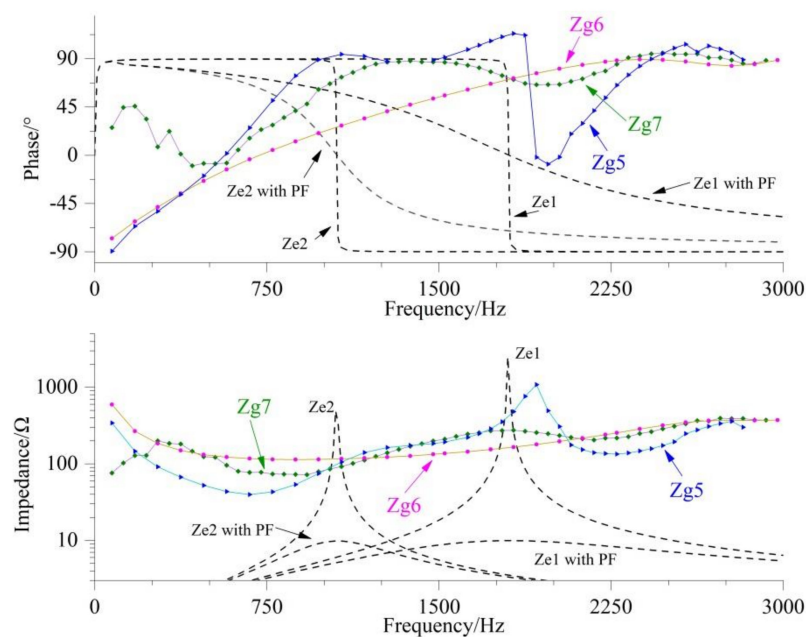 90
45
0
-45
-90
Phase/°
Zg6
Zg7
Zg5
Ze2 with PF
Ze1 with PF
Ze1
Ze2
0
750
1500
2250
3000
Frequency/Hz
1000
100
10
Impedance/Ω
Ze1
Ze2
Zg7
Zg6
Zg5
Ze2 with PF
Ze1 with PF
0
750
1500
2250
3000
Frequency/Hz